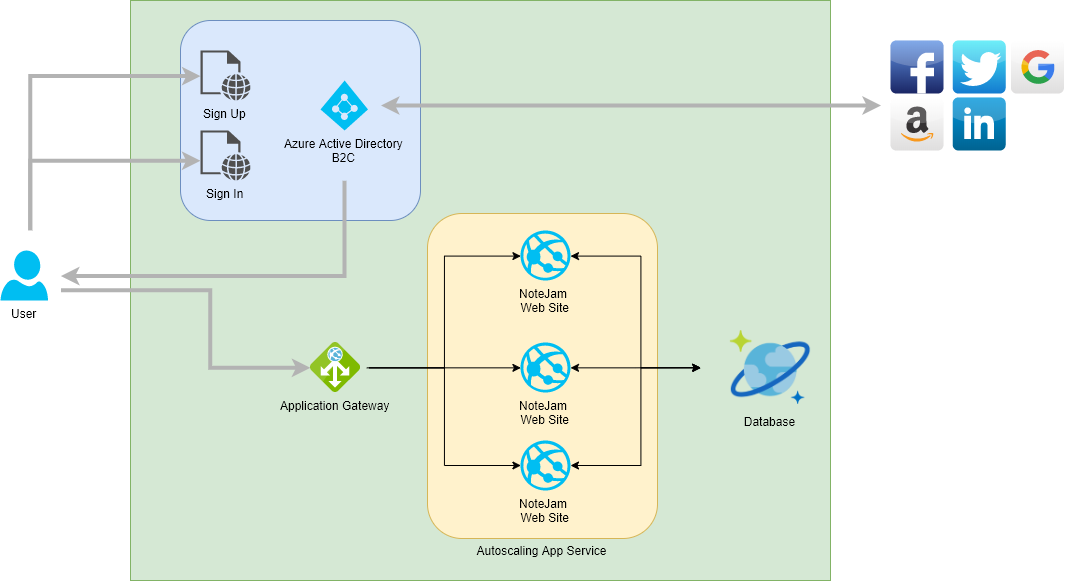 Sign Up
Azure Active Directory
B2C
Sign In
User
NoteJam
Web Site
Application Gateway
NoteJam
Web Site
Database
NoteJam
Web Site
Autoscaling App Service
f
G
a
in